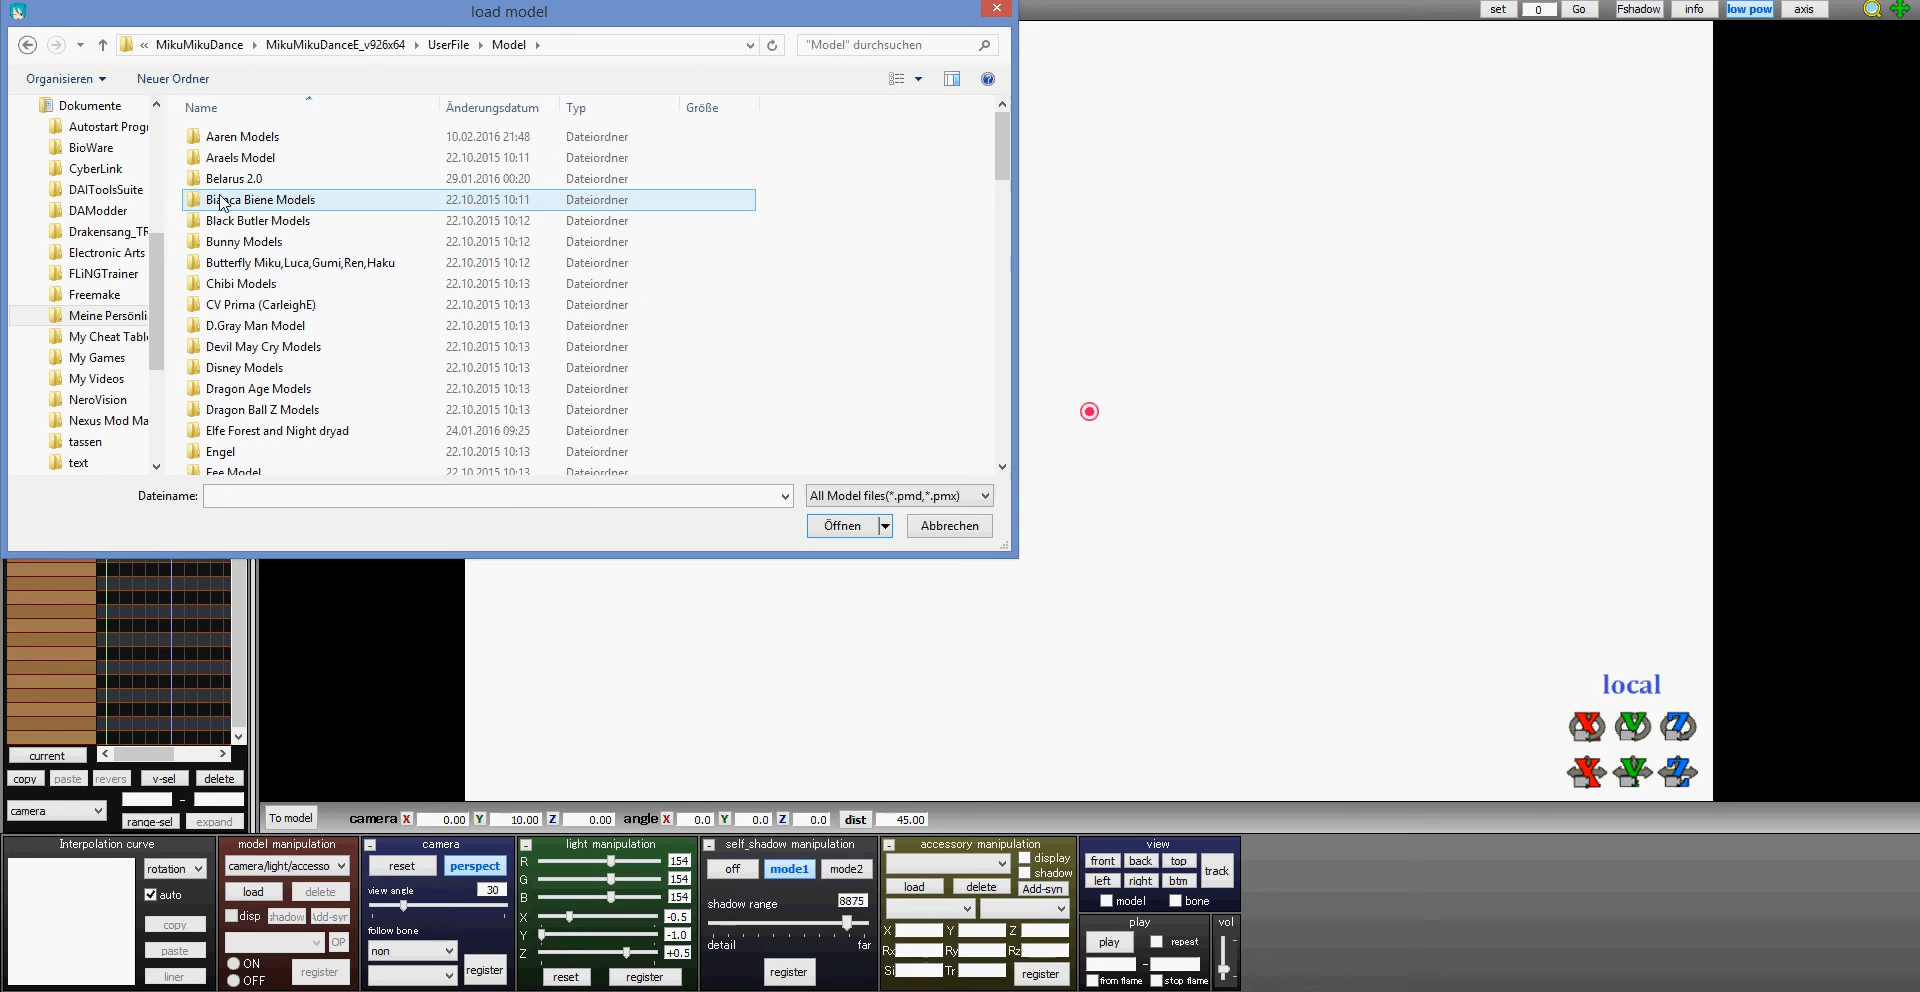 load model
set 0 Go Fshadow info low pow axis
« MikuMikuDance MikuMikuDanceE_v926x64 UserFile Model
"Model" durchsuchen
Organisieren Neuer Ordner
Name Änderungsdatum Typ Größe
Dokumente
Autostart Progr
BioWare
CyberLink
DAIToolsSuite
DAModder
Drakensang_TR
Electronic Arts
FLiNGTrainer
Freemake
Meine Persönli
My Cheat Table
My Games
My Videos
NeroVision
Nexus Mod Ma
tassen
text
Aaren Models 10.02.2016 21:48 Dateiordner
Araels Model 22.10.2015 10:11 Dateiordner
Belarus 2.0 29.01.2016 00:20 Dateiordner
Bianca Biene Models 22.10.2015 10:11 Dateiordner
Black Butler Models 22.10.2015 10:12 Dateiordner
Bunny Models 22.10.2015 10:12 Dateiordner
Butterfly Miku,Luca,Gumi,Ren,Haku 22.10.2015 10:12 Dateiordner
Chibi Models 22.10.2015 10:13 Dateiordner
CV Prima (CarleighE) 22.10.2015 10:13 Dateiordner
D.Gray Man Model 22.10.2015 10:13 Dateiordner
Devil May Cry Models 22.10.2015 10:13 Dateiordner
Disney Models 22.10.2015 10:13 Dateiordner
Dragon Age Models 22.10.2015 10:13 Dateiordner
Dragon Ball Z Models 22.10.2015 10:13 Dateiordner
Elfe Forest and Night dryad 24.01.2016 09:25 Dateiordner
Engel 22.10.2015 10:13 Dateiordner
Fee Model 22.10.2015 10:13 Dateiordner
Dateiname: All Model files(*.pmd,*.pmx)
Öffnen Abbrechen
local
X Y Z
X Y Z
current
copy paste revers v-sel delete
camera -
range-sel expand
To model camera X 0.00 Y 10.00 Z 0.00 angle X 0.0 Y 0.0 Z 0.0 dist 45.00
Interpolation curve
rotation
auto
copy
paste
liner
model manipulation
camera/light/accesso
load delete
disp shadow Add-syn
OP
ON
OFF
register
camera
reset perspect
view angle 30
follow bone
non
register
light manipulation
R 154
G 154
B 154
X -0.5
Y -1.0
Z +0.5
reset register
self_shadow manipulation
off mode1 mode2
shadow range 8875
detail far
register
accessory manipulation
display
shadow
load delete Add-syn
X Y Z
Rx Ry Rz
Si Tr register
view
front back top
left right btm
track
model bone
play
play repeat
-
from flame stop flame
vol